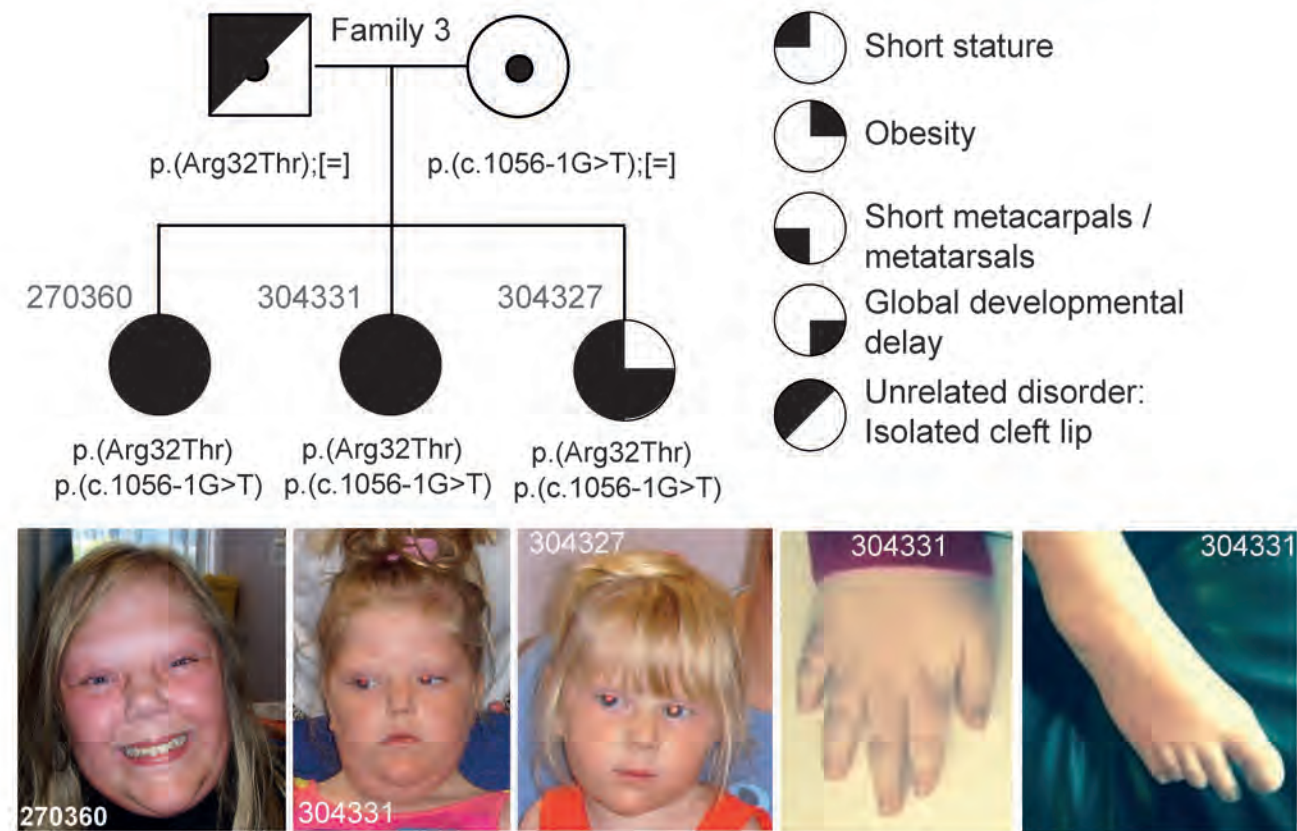 Family 3
p.(Arg32Thr);[=]
p.(c.1056-1G>T);[=]
270360
304331
304327
p.(Arg32Thr)
p.(c.1056-1G>T)
p.(Arg32Thr)
p.(c.1056-1G>T)
p.(Arg32Thr)
p.(c.1056-1G>T)
Short stature
Obesity
Short metacarpals /
metatarsals
Global developmental
delay
Unrelated disorder:
Isolated cleft lip
270360
304331
304327
304331
304331